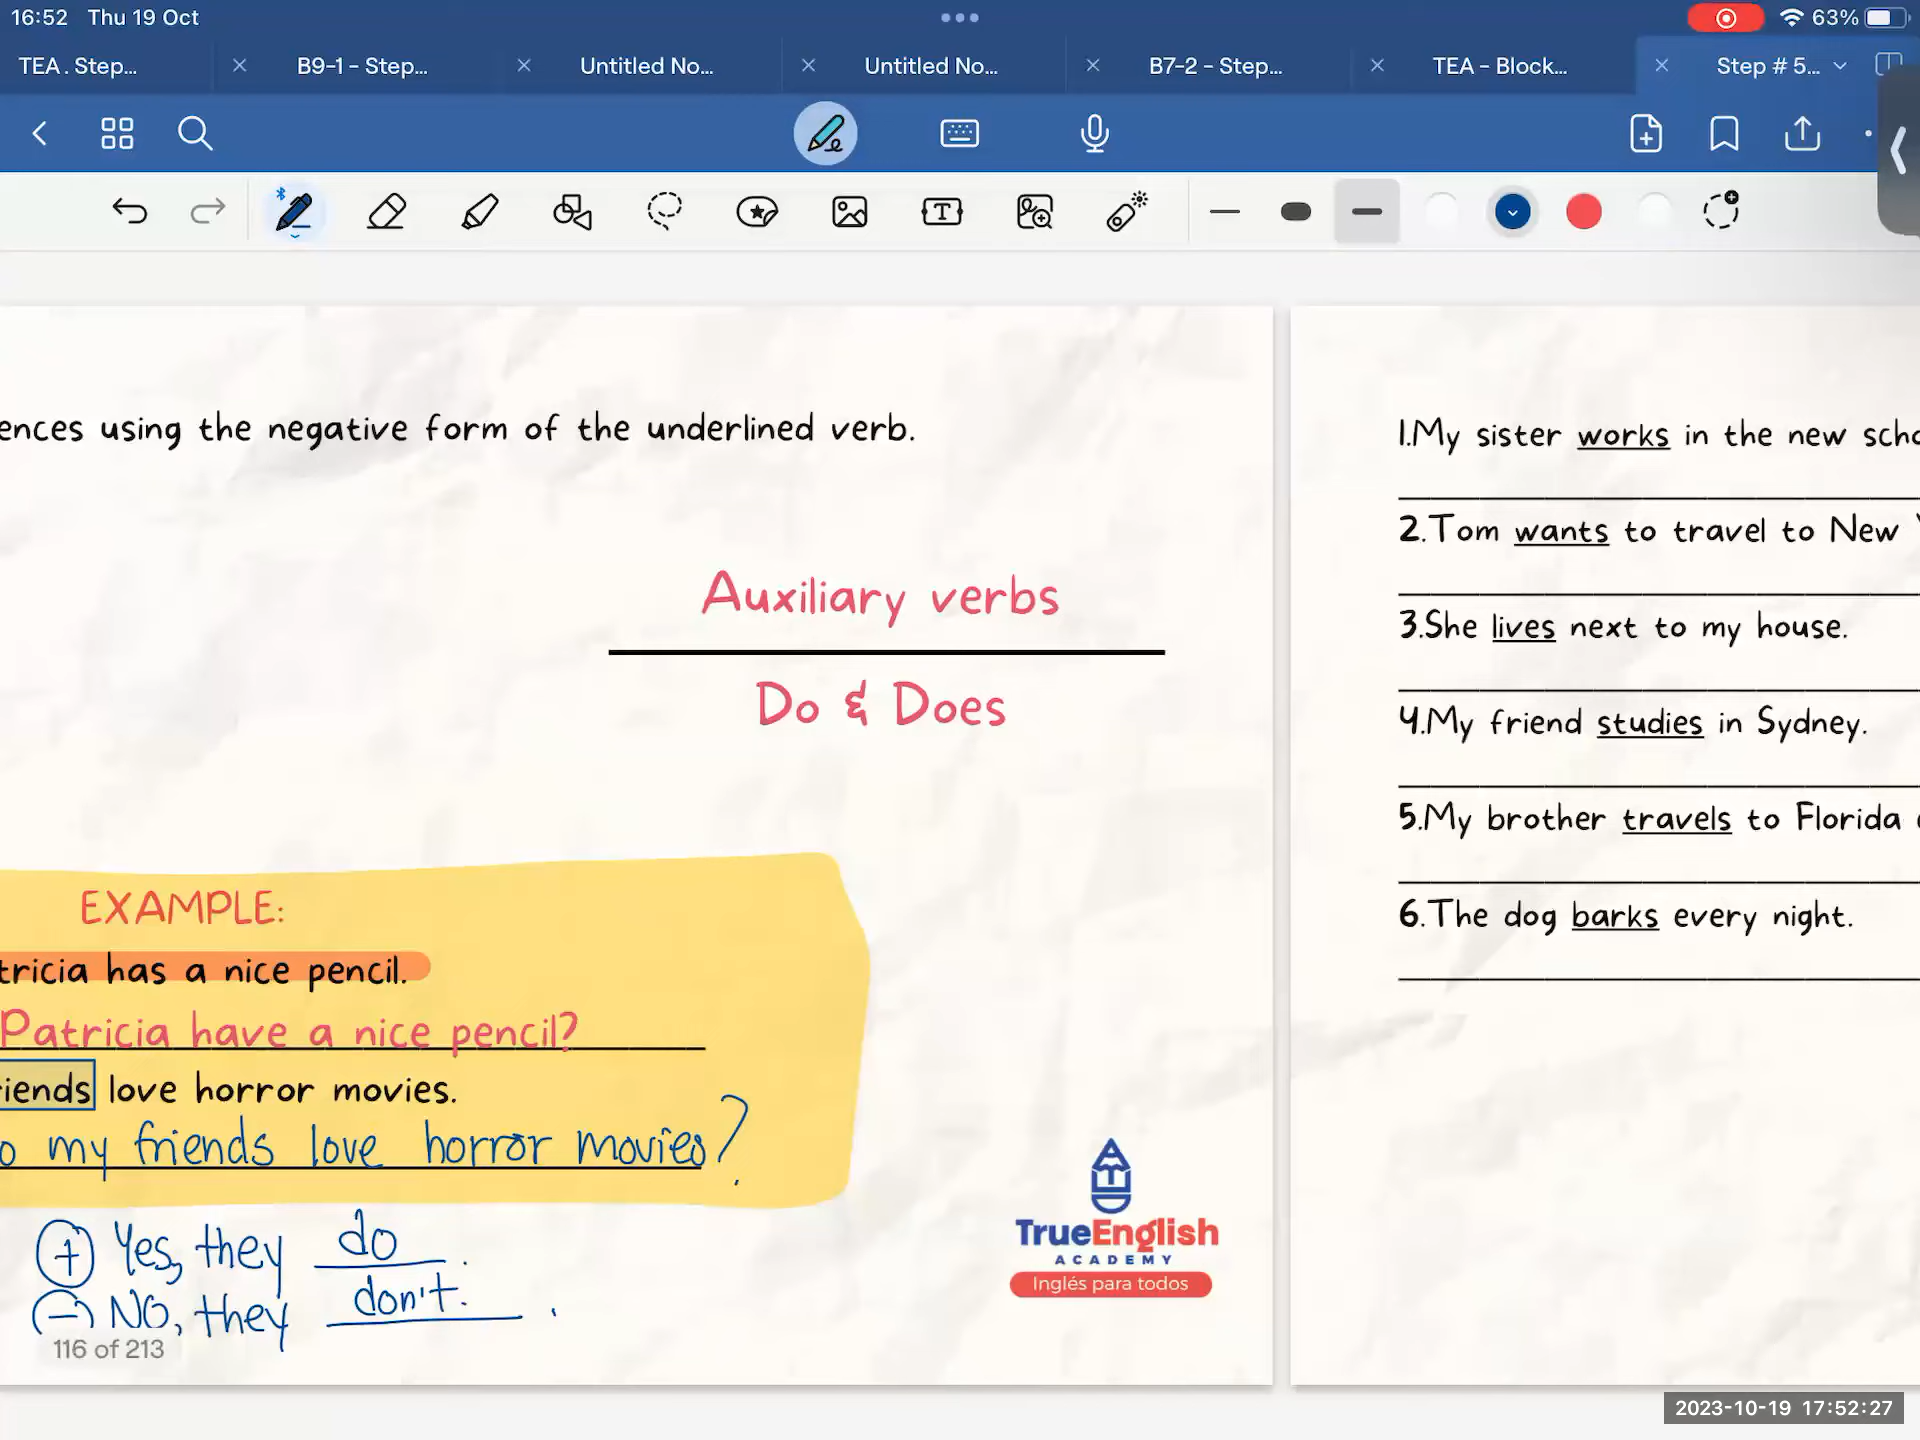 16:52 Thu 19 Oct
63%
TEA. Step...
B9-1 - Step...
Untitled No...
Untitled No...
B7-2 - Step...
TEA - Block...
Step # 5...
ences using the negative form of the underlined verb.
Auxiliary verbs
Do & Does
EXAMPLE:
tricia has a nice pencil.
Patricia have a nice pencil?
iends love horror movies.
o my friends love horror movies?
+ Yes, they do.
- NO, they don't. .
116 of 213
TrueEnglish
ACADEMY
Inglés para todos
1.My sister works in the new scho
2.Tom wants to travel to New Y
3.She lives next to my house.
4.My friend studies in Sydney.
5.My brother travels to Florida
6.The dog barks every night.
2023-10-19 17:52:27